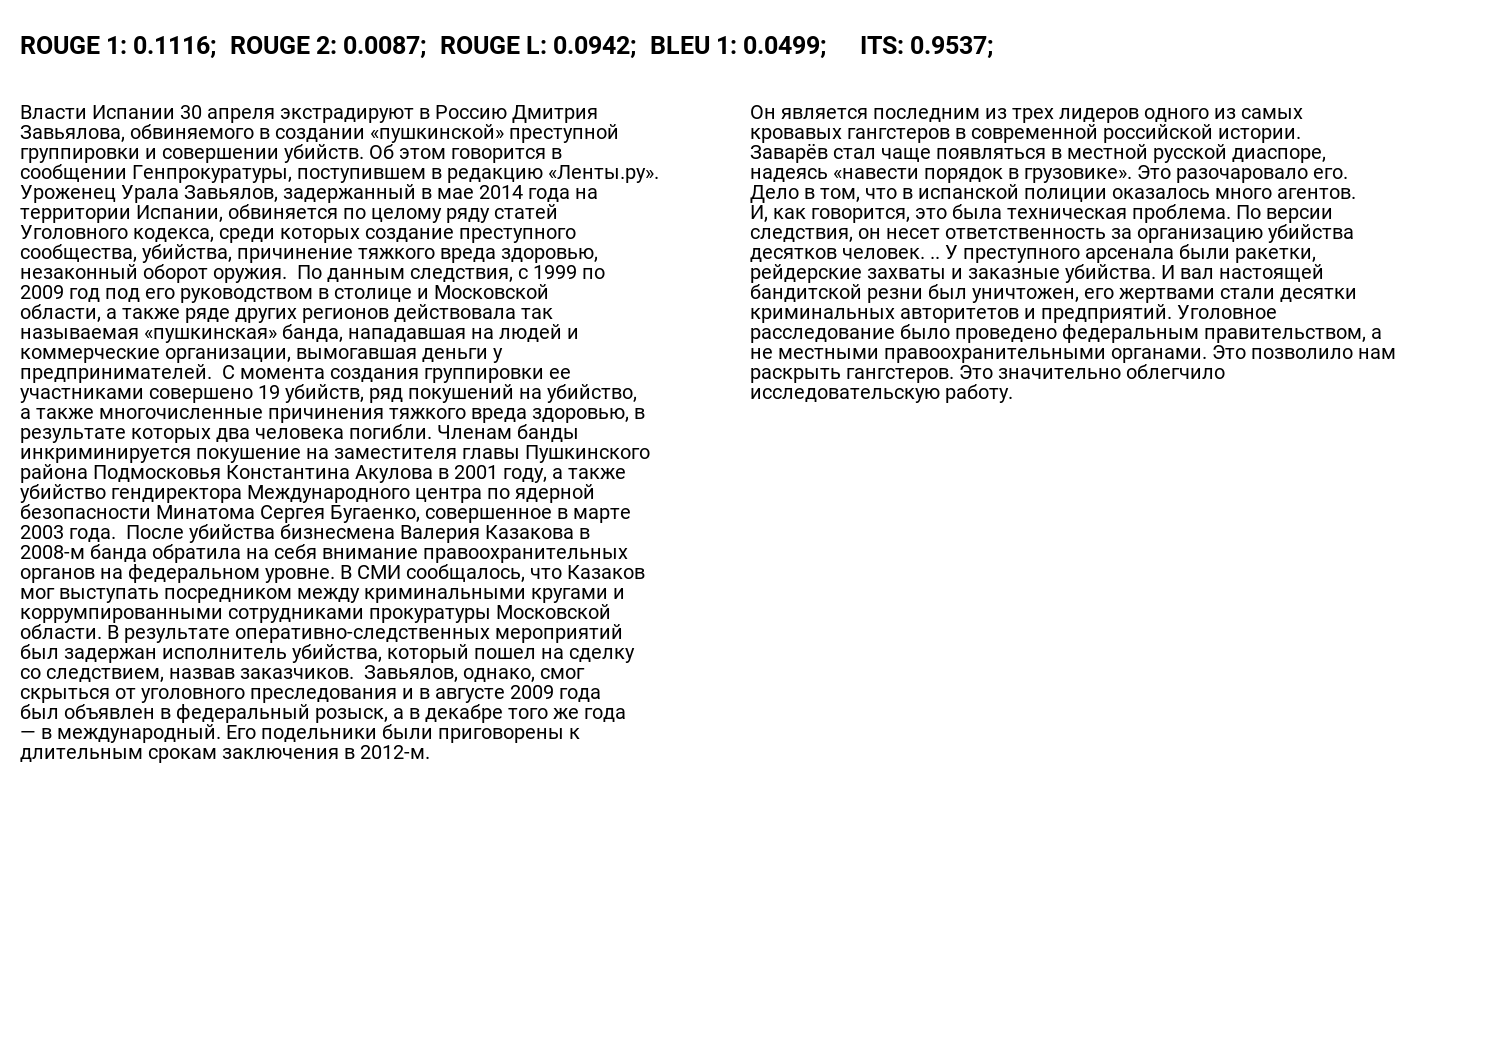 ROUGE 1: 0.1116;  ROUGE 2: 0.0087;  ROUGE L: 0.0942;  BLEU 1: 0.0499;     ITS: 0.9537;
Власти Испании 30 апреля экстрадируют в Россию Дмитрия
Завьялова, обвиняемого в создании «пушкинской» преступной
группировки и совершении убийств. Об этом говорится в
сообщении Генпрокуратуры, поступившем в редакцию «Ленты.ру».
Уроженец Урала Завьялов, задержанный в мае 2014 года на
территории Испании, обвиняется по целому ряду статей
Уголовного кодекса, среди которых создание преступного
сообщества, убийства, причинение тяжкого вреда здоровью,
незаконный оборот оружия.  По данным следствия, с 1999 по
2009 год под его руководством в столице и Московской
области, а также ряде других регионов действовала так
называемая «пушкинская» банда, нападавшая на людей и
коммерческие организации, вымогавшая деньги у
предпринимателей.  С момента создания группировки ее
участниками совершено 19 убийств, ряд покушений на убийство,
а также многочисленные причинения тяжкого вреда здоровью, в
результате которых два человека погибли. Членам банды
инкриминируется покушение на заместителя главы Пушкинского
района Подмосковья Константина Акулова в 2001 году, а также
убийство гендиректора Международного центра по ядерной
безопасности Минатома Сергея Бугаенко, совершенное в марте
2003 года.  После убийства бизнесмена Валерия Казакова в
2008-м банда обратила на себя внимание правоохранительных
органов на федеральном уровне. В СМИ сообщалось, что Казаков
мог выступать посредником между криминальными кругами и
коррумпированными сотрудниками прокуратуры Московской
области. В результате оперативно-следственных мероприятий
был задержан исполнитель убийства, который пошел на сделку
со следствием, назвав заказчиков.  Завьялов, однако, смог
скрыться от уголовного преследования и в августе 2009 года
был объявлен в федеральный розыск, а в декабре того же года
— в международный. Его подельники были приговорены к
длительным срокам заключения в 2012-м.
Он является последним из трех лидеров одного из самых
кровавых гангстеров в современной российской истории.
Заварёв стал чаще появляться в местной русской диаспоре,
надеясь «навести порядок в грузовике». Это разочаровало его.
Дело в том, что в испанской полиции оказалось много агентов.
И, как говорится, это была техническая проблема. По версии
следствия, он несет ответственность за организацию убийства
десятков человек. .. У преступного арсенала были ракетки,
рейдерские захваты и заказные убийства. И вал настоящей
бандитской резни был уничтожен, его жертвами стали десятки
криминальных авторитетов и предприятий. Уголовное
расследование было проведено федеральным правительством, а
не местными правоохранительными органами. Это позволило нам
раскрыть гангстеров. Это значительно облегчило
исследовательскую работу.